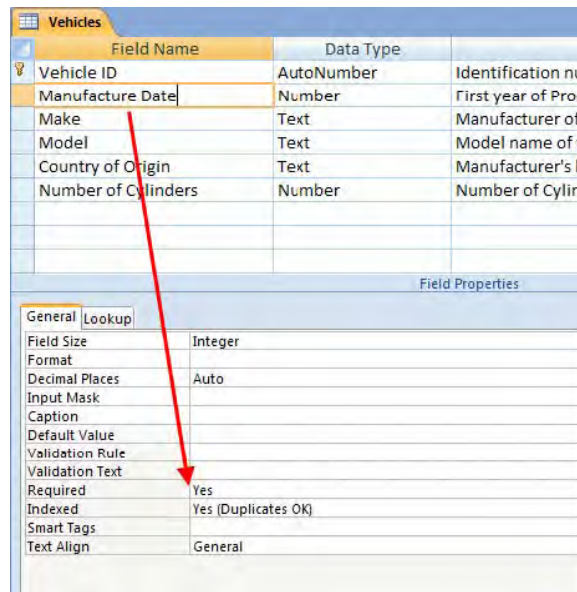 Vehicles
Field Name Data Type
Vehicle ID AutoNumber Identification nu
Manufacture Date Number First year of Pro
Make Text Manufacturer of
Model Text Model name of
Country of Origin Text Manufacturer's
Number of Cylinders Number Number of Cylin
Field Properties
General Lookup
Field Size Integer
Format
Decimal Places Auto
Input Mask
Caption
Default Value
Validation Rule
Validation Text
Required Yes
Indexed Yes (Duplicates OK)
Smart Tags
Text Align General